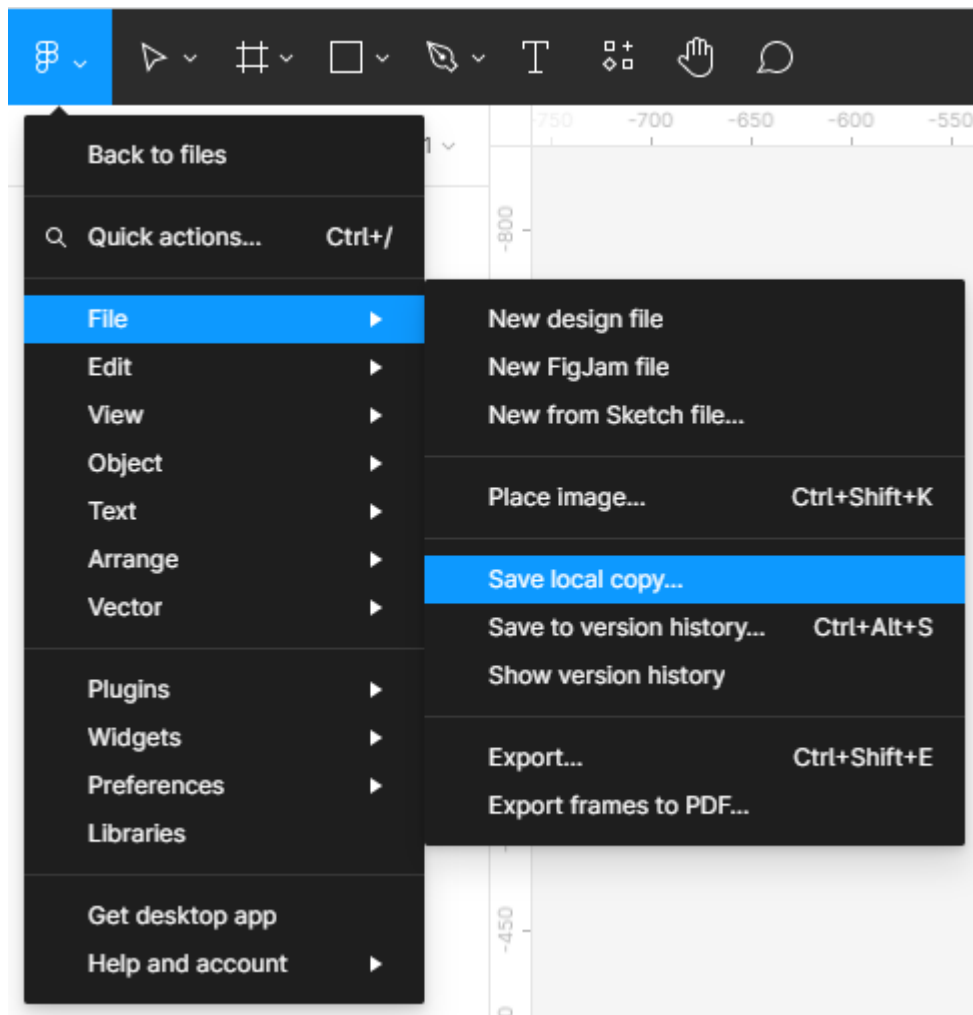 T
1
-750 -700 -650 -600 -550
Back to files
Quick actions... Ctrl+/
-800
File
Edit
View
Object
Text
Arrange
Vector
Plugins
Widgets
Preferences
Libraries
Get desktop app
Help and account
New design file
New FigJam file
New from Sketch file...
Place image... Ctrl+Shift+K
Save local copy...
Save to version history... Ctrl+Alt+S
Show version history
Export... Ctrl+Shift+E
Export frames to PDF...
-450